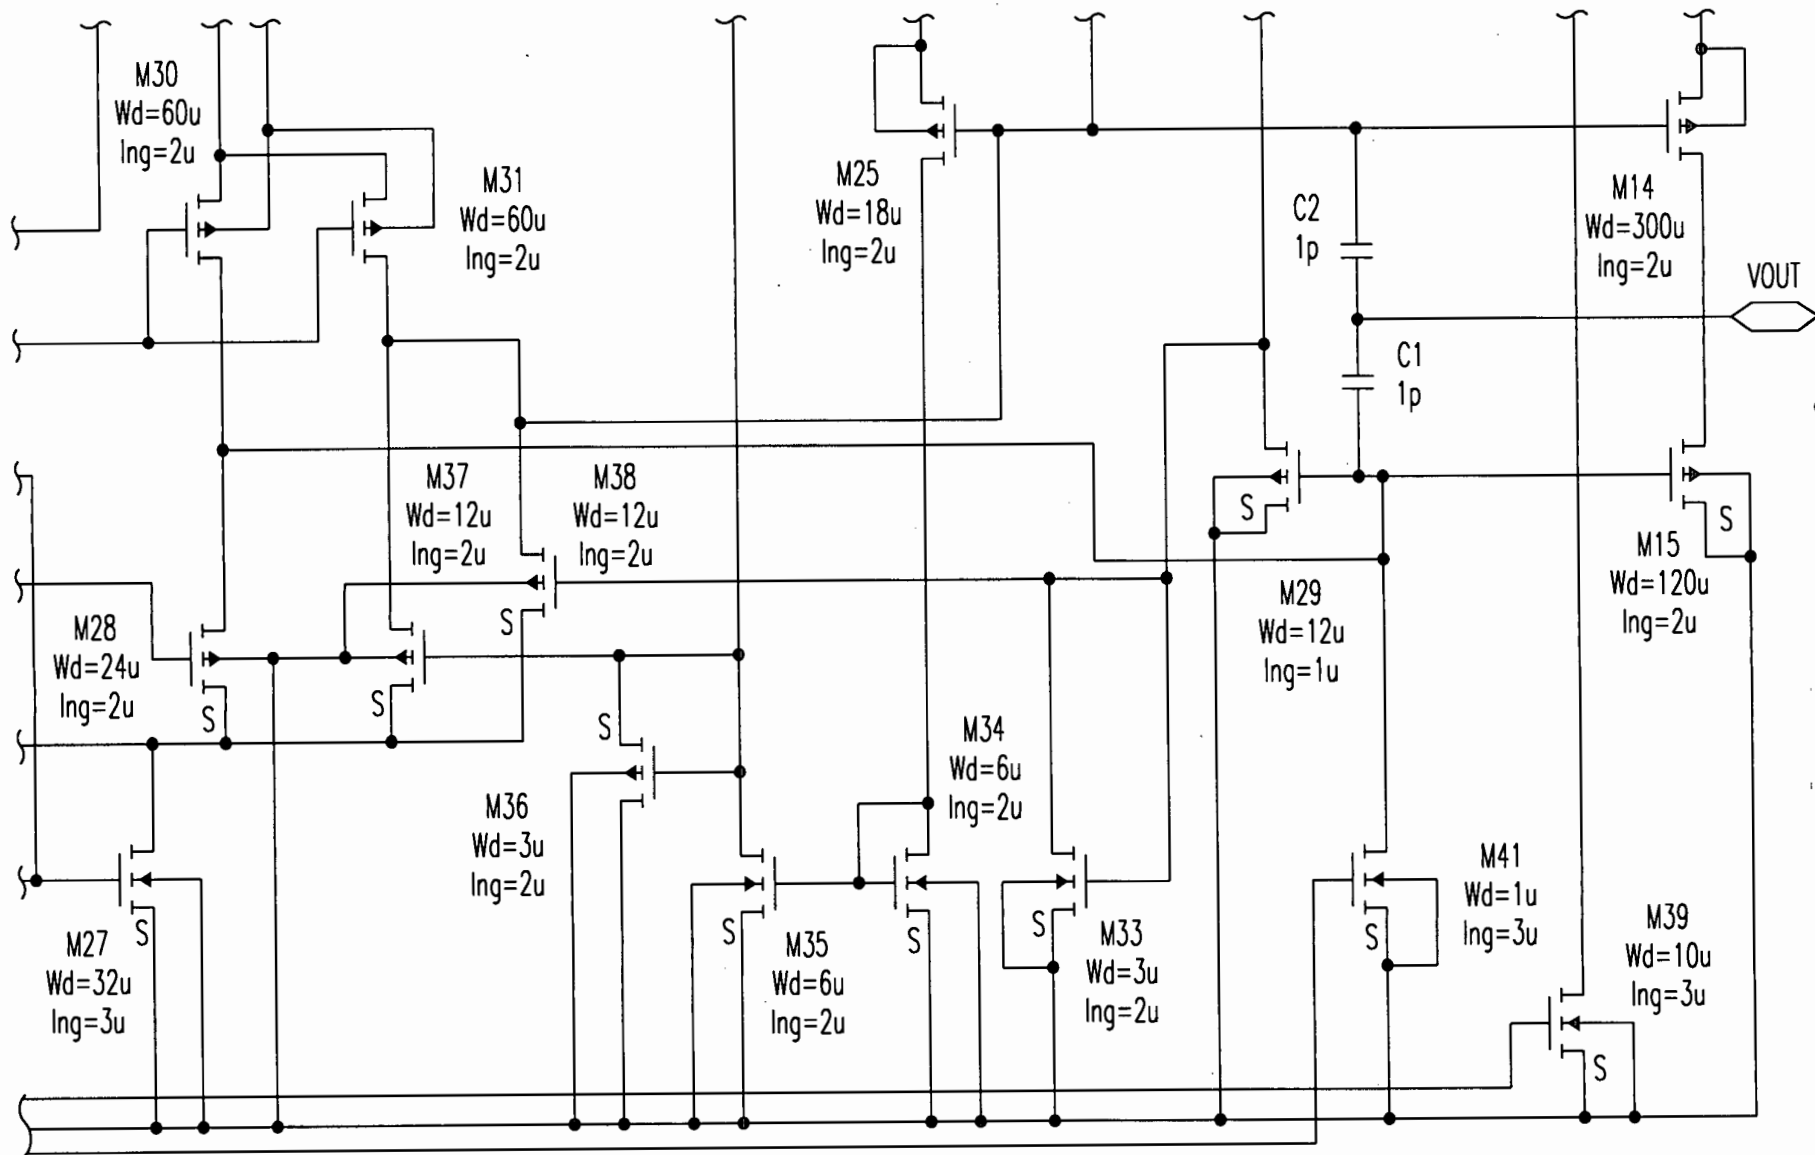 M30
Wd=60u
lng=2u
M31
Wd=60u
lng=2u
M25
Wd=18u
lng=2u
C2
1p
M14
Wd=300u
lng=2u
VOUT
C1
1p
M37
Wd=12u
lng=2u
M38
Wd=12u
lng=2u
S
S
M15
Wd=120u
lng=2u
M29
Wd=12u
lng=1u
S
M28
Wd=24u
lng=2u
S
S
S
M34
Wd=6u
lng=2u
M36
Wd=3u
lng=2u
M41
Wd=1u
lng=3u
S
M27
Wd=32u
lng=3u
S
M35
Wd=6u
lng=2u
S
S
M33
Wd=3u
lng=2u
S
M39
Wd=10u
lng=3u
S